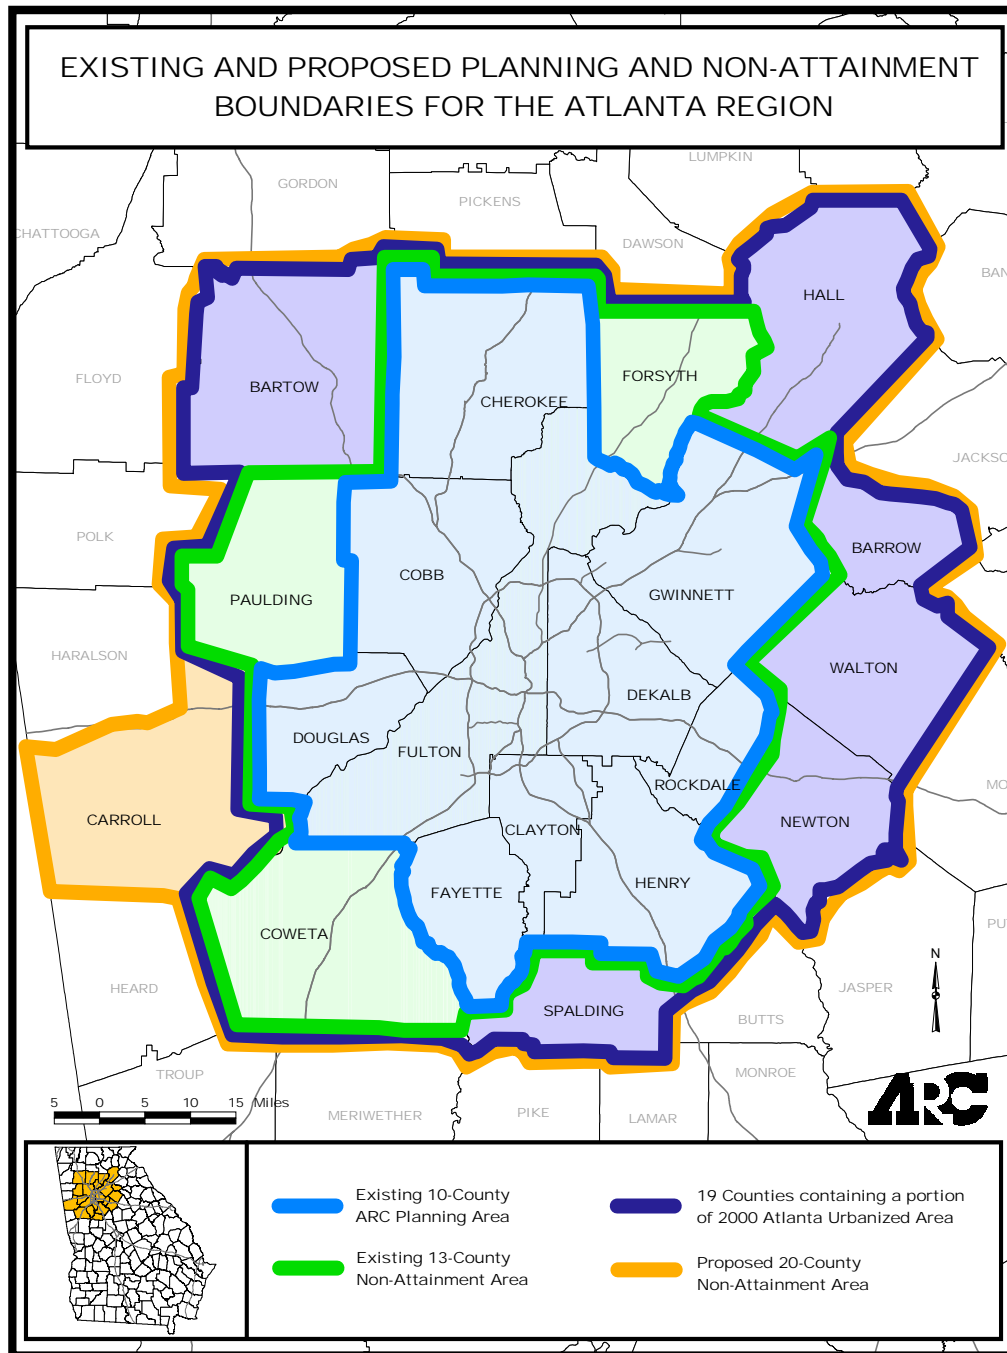 EXISTING AND PROPOSED PLANNING AND NON-ATTAINMENT
BOUNDARIES FOR THE ATLANTA REGION
LUMPKIN
GORDON
PICKENS
CHATTOOGA
DAWSON
BAN
HALL
FLOYD
BARTOW
FORSYTH
CHEROKEE
JACKSO
POLK
BARROW
COBB
GWINNETT
PAULDING
HARALSON
WALTON
DEKALB
DOUGLAS
FULTON
ROCKDALE
MO
CARROLL
CLAYTON
NEWTON
HENRY
FAYETTE
PU
COWETA
N
HEARD
JASPER
SPALDING
BUTTS
TROUP
MONROE
5 0 5 10 15 Miles
MERIWETHER
PIKE
LAMAR
ARC
Existing 10-County
ARC Planning Area
19 Counties containing a portion
of 2000 Atlanta Urbanized Area
Existing 13-County
Non-Attainment Area
Proposed 20-County
Non-Attainment Area